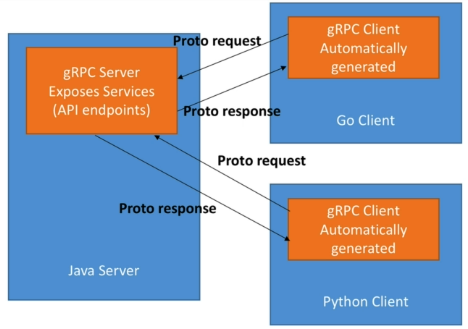 gRPC Client
Automatically
generated
Proto request
gRPC Server
Exposes Services
(API endpoints)
Proto response
Go Client
Proto request
Proto response
gRPC Client
Automatically
generated
Java Server
Python Client